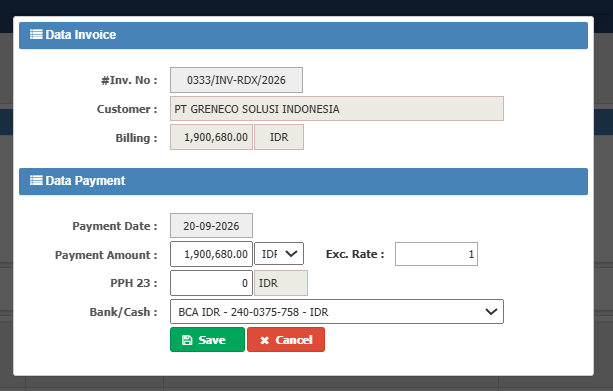 Data Invoice
#Inv. No : 0333/INV-RDX/2026
Customer : PT GRENECO SOLUSI INDONESIA
Billing : 1,900,680.00 IDR
Data Payment
Payment Date : 20-09-2026
Payment Amount : 1,900,680.00 IDR Exc. Rate : 1
PPH 23 : 0 IDR
Bank/Cash : BCA IDR - 240-0375-758 - IDR
Save Cancel